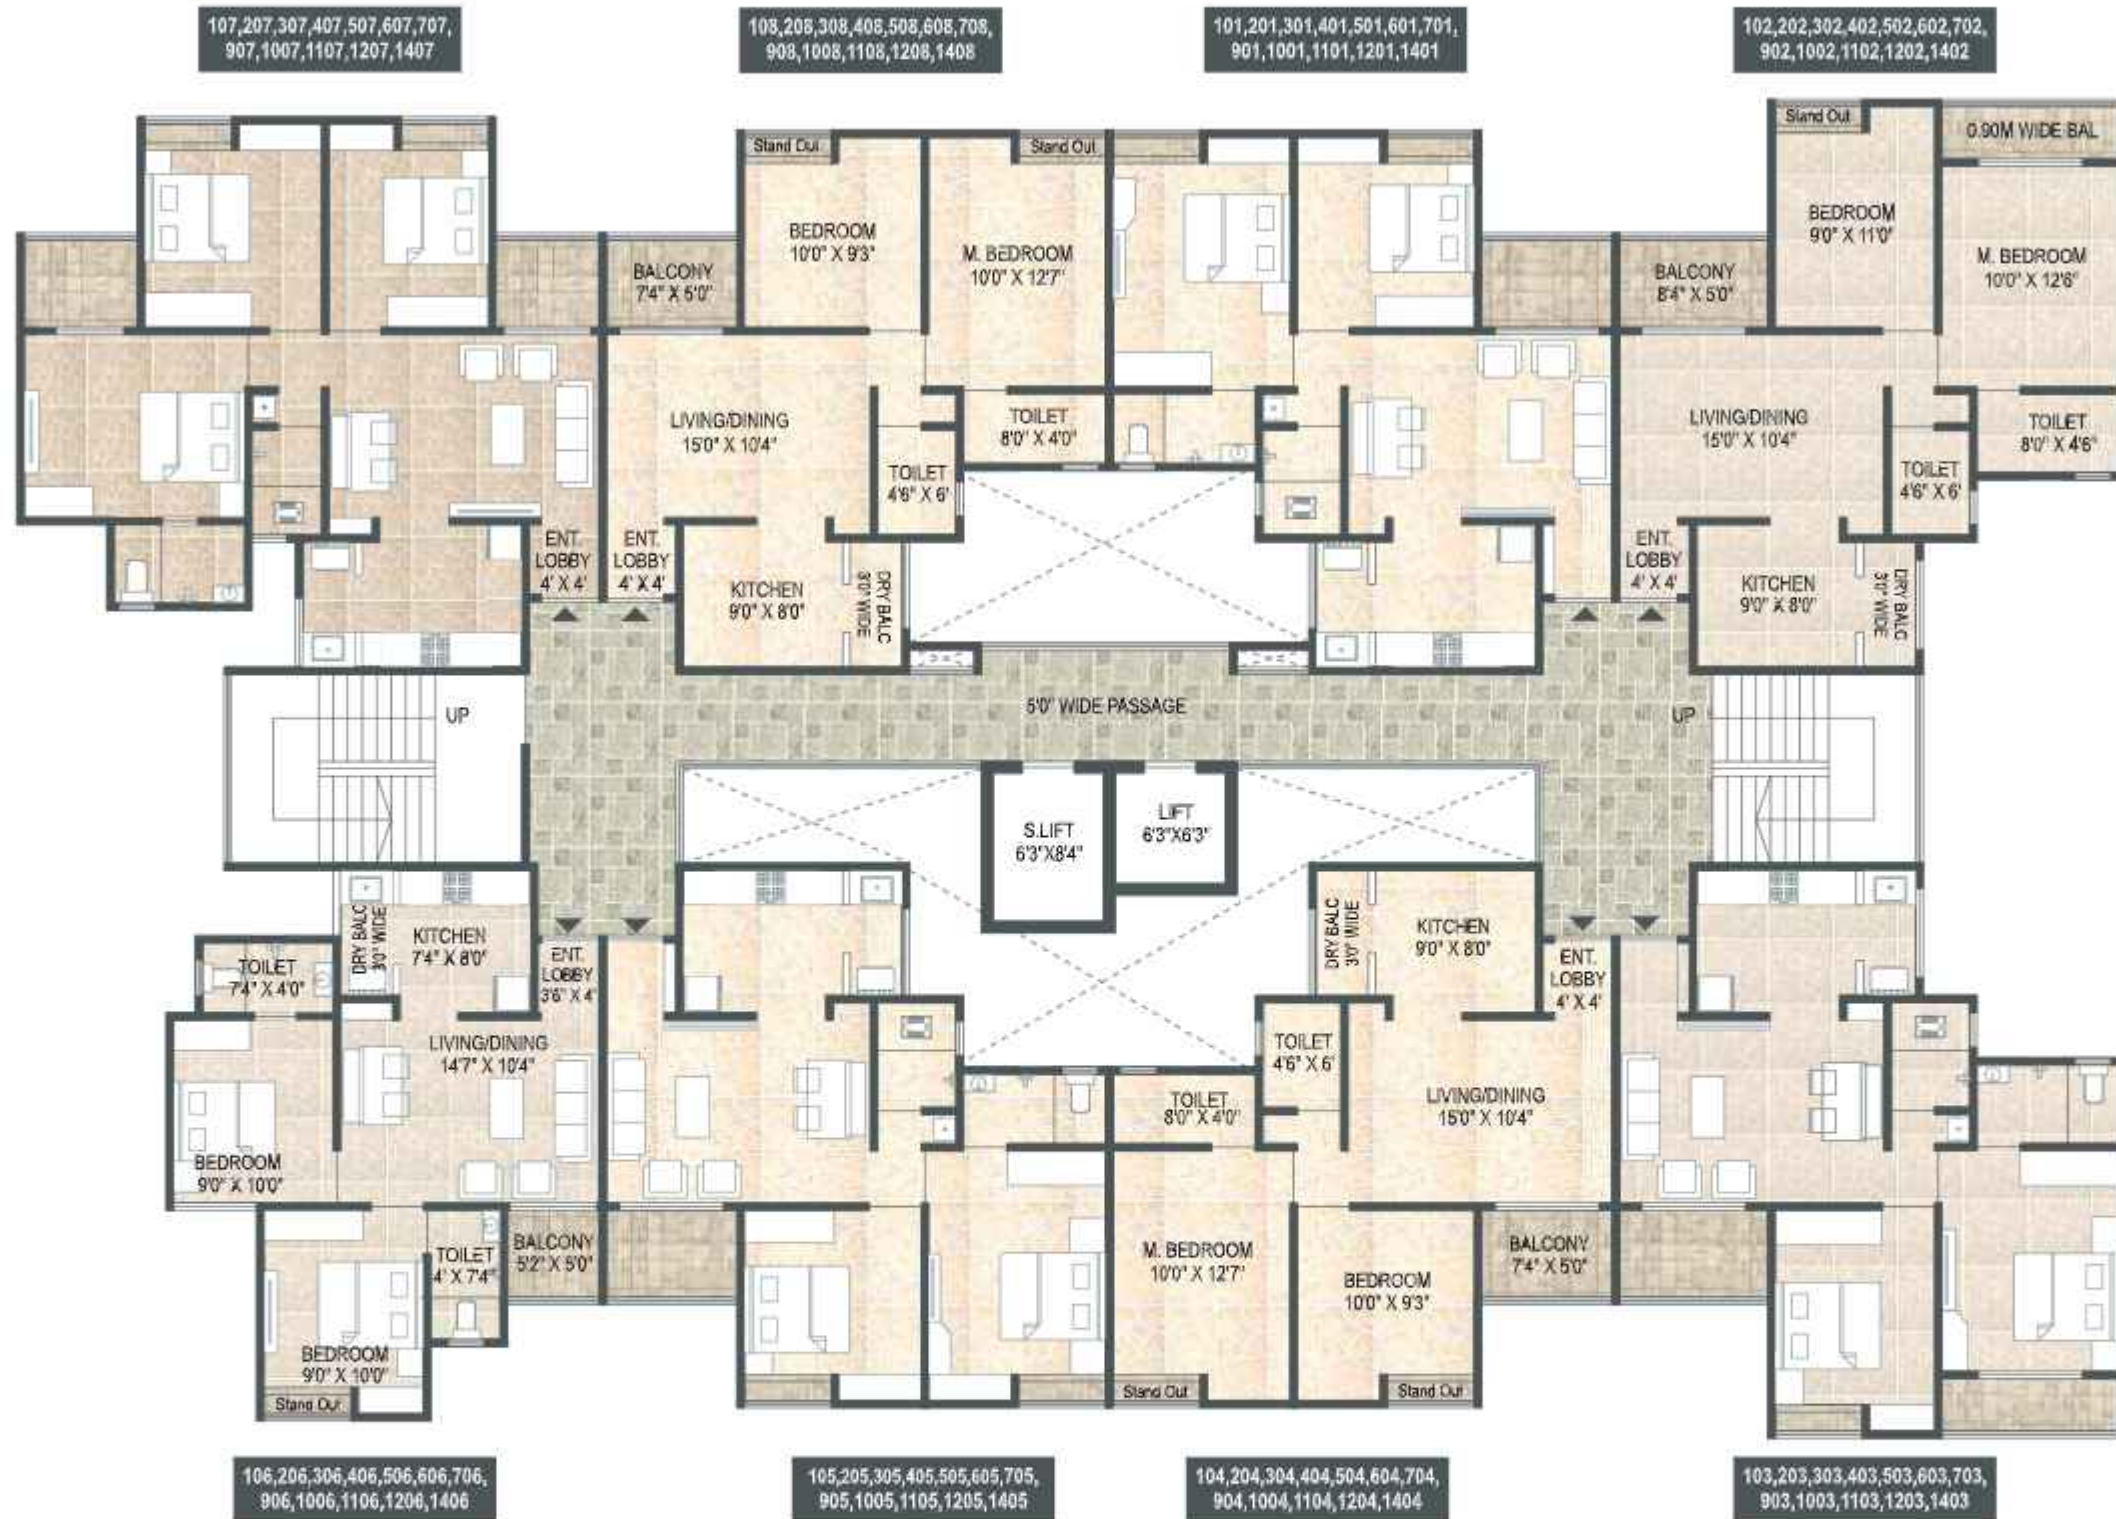 107,207,307,407,507,607,707,
907,1007,1107,1207,1407
108,208,308,408,508,608,708,
908,1008,1108,1208,1408
101,201,301,401,501,601,701,
901,1001,1101,1201,1401
102,202,302,402,502,602,702,
902,1002,1102,1202,1402
Stand Out
BEDROOM
10'0" X 9'3"
Stand Out
M. BEDROOM
10'0" X 12'7"
Stand Out
BEDROOM
9'0" X 11'0"
0.90M WIDE BAL
M. BEDROOM
10'0" X 12'6"
BALCONY
7'4" X 5'0"
BALCONY
8'4" X 5'0"
LIVING/DINING
15'0" X 10'4"
TOILET
8'0" X 4'0"
TOILET
4'6" X 6'
LIVING/DINING
15'0" X 10'4"
TOILET
8'0" X 4'6"
TOILET
4'6" X 6'
ENT.
LOBBY
4' X 4'
ENT.
LOBBY
4' X 4'
KITCHEN
9'0" X 8'0"
DRY BALC
3'0" WIDE
ENT.
LOBBY
4' X 4'
KITCHEN
9'0" X 8'0"
DRY BALC
3'0" WIDE
UP
5'0" WIDE PASSAGE
UP
S.LIFT
6'3"X8'4"
LIFT
6'3"X6'3"
DRY BALC
3'0" WIDE
KITCHEN
7'4" X 8'0"
TOILET
7'4" X 4'0"
ENT.
LOBBY
3'6" X 4'
DRY BALC
3'0" WIDE
KITCHEN
9'0" X 8'0"
ENT.
LOBBY
4' X 4'
LIVING/DINING
14'7" X 10'4"
TOILET
4'6" X 6'
TOILET
8'0" X 4'0"
LIVING/DINING
15'0" X 10'4"
BEDROOM
9'0" X 10'0"
TOILET
4' X 7'4"
BALCONY
5'2" X 5'0"
M. BEDROOM
10'0" X 12'7"
BEDROOM
10'0" X 9'3"
BALCONY
7'4" X 5'0"
BEDROOM
9'0" X 10'0"
Stand Out
Stand Out
Stand Out
106,206,306,406,506,606,706,
906,1006,1106,1206,1406
105,205,305,405,505,605,705,
905,1005,1105,1205,1405
104,204,304,404,504,604,704,
904,1004,1104,1204,1404
103,203,303,403,503,603,703,
903,1003,1103,1203,1403